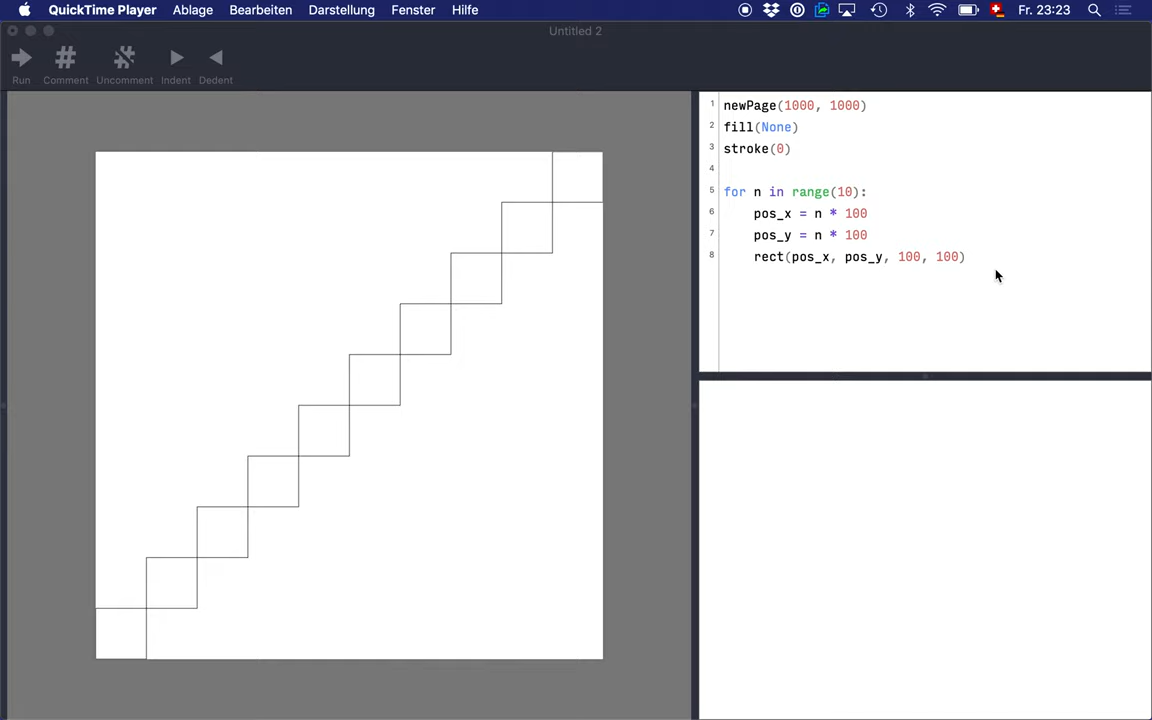 QuickTime Player Ablage Bearbeiten Darstellung Fenster Hilfe Fr. 23:23
Untitled 2
Run Comment Uncomment Indent Dedent
1 newPage(1000, 1000)
2 fill(None)
3 stroke(0)
4
5 for n in range(10):
6 pos_x = n * 100
7 pos_y = n * 100
8 rect(pos_x, pos_y, 100, 100)